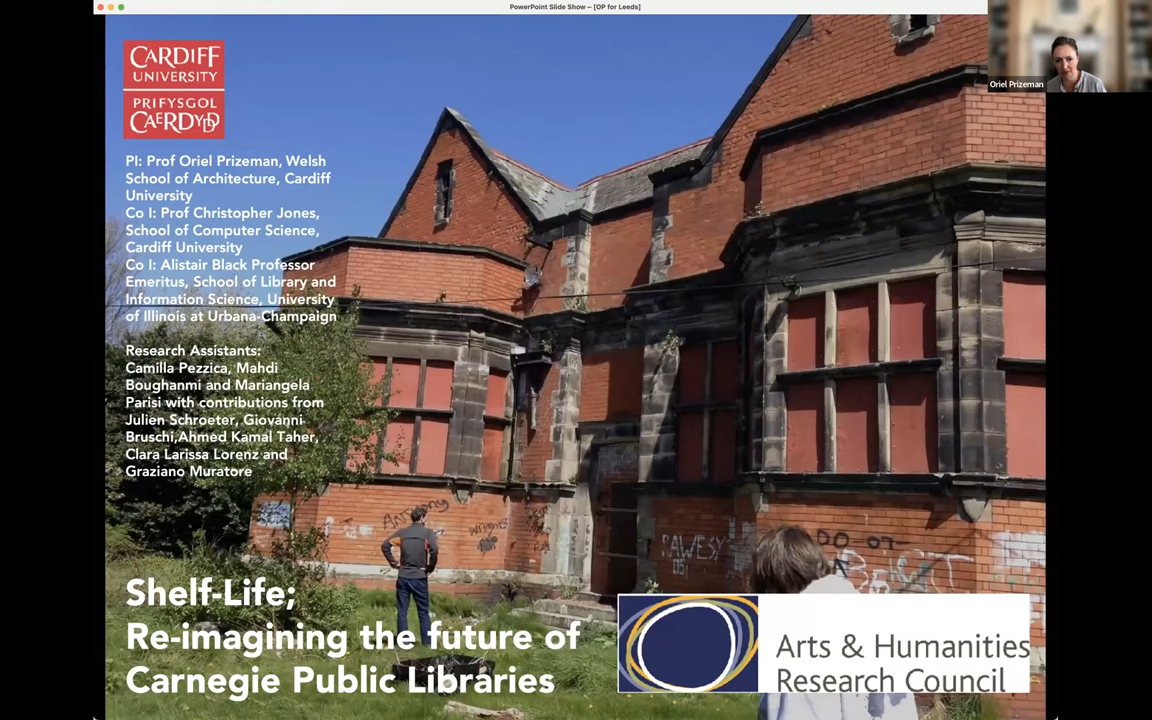 PowerPoint Slide Show – [OP for Leeds]
Oriel Prizeman
CARDIFF
UNIVERSITY
PRIFYSGOL
CAERDYDD
PI: Prof Oriel Prizeman, Welsh
School of Architecture, Cardiff
University
Co I: Prof Christopher Jones,
School of Computer Science,
Cardiff University
Co I: Alistair Black Professor
Emeritus, School of Library and
Information Science, University
of Illinois at Urbana-Champaign
Research Assistants:
Camilla Pezzica, Mahdi
Boughanmi and Mariangela
Parisi with contributions from
Julien Schroeter, Giovanni
Bruschi,Ahmed Kamal Taher,
Clara Larissa Lorenz and
Graziano Muratore
Shelf-Life;
Re-imagining the future of
Carnegie Public Libraries
Arts & Humanities
Research Council